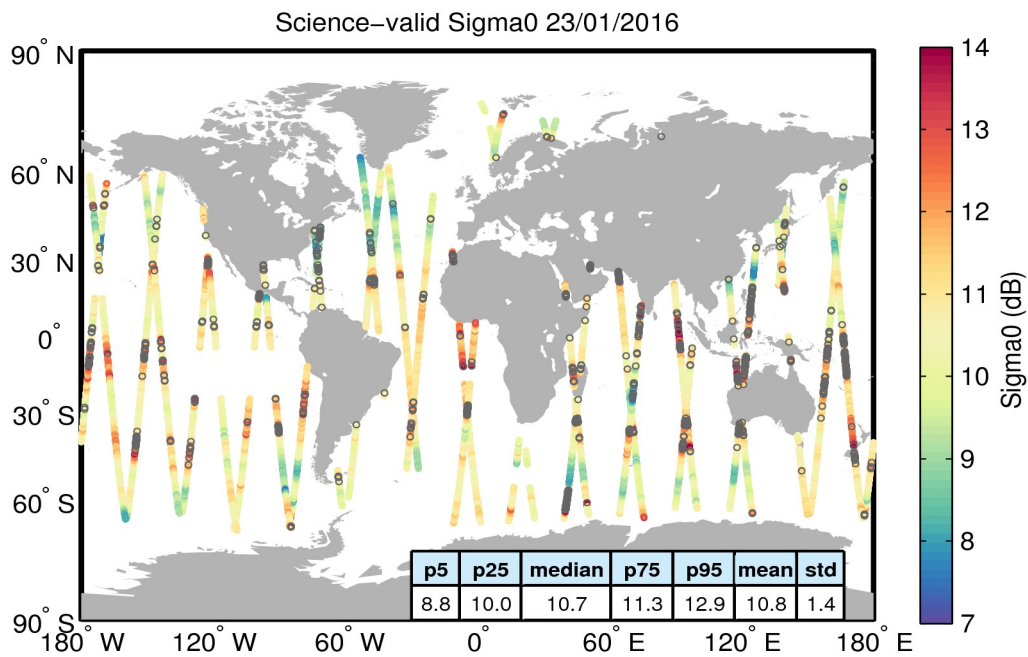 Science−valid Sigma0 23/01/2016
90° N
60° N
30° N
0°
30° S
60° S
90° S
180° W
120° W
60° W
0°
60° E
120° E
180° E
p5 p25 median p75 p95 mean std
8.8 10.0 10.7 11.3 12.9 10.8 1.4
14
13
12
11
10
9
8
7
Sigma0 (dB)